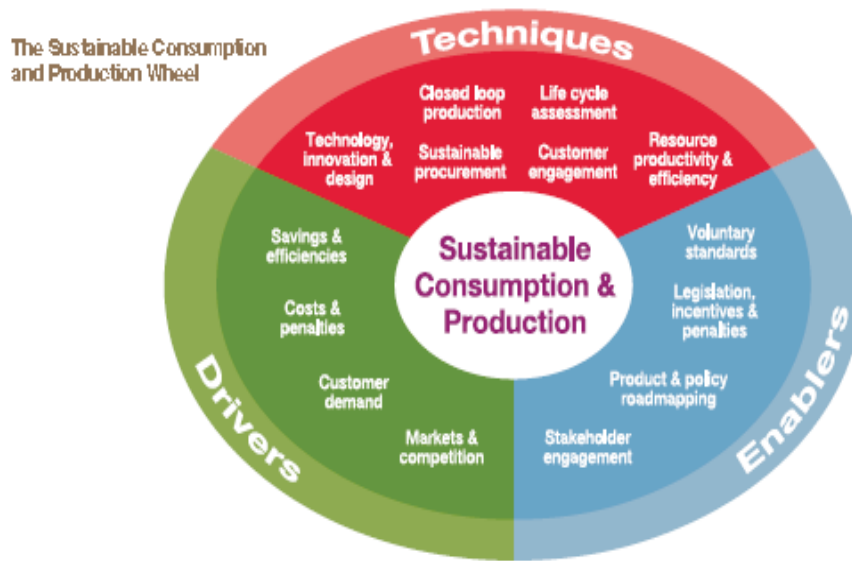 The Sustainable Consumption
and Production Wheel
Techniques
Closed loop
production
Life cycle
assessment
Technology,
innovation &
design
Sustainable
procurement
Customer
engagement
Resource
productivity &
efficiency
Sustainable
Consumption &
Production
Savings &
efficiencies
Costs &
penalties
Customer
demand
Markets &
competition
Drivers
Voluntary
standards
Legislation,
incentives &
penalties
Product & policy
roadmapping
Stakeholder
engagement
Enablers